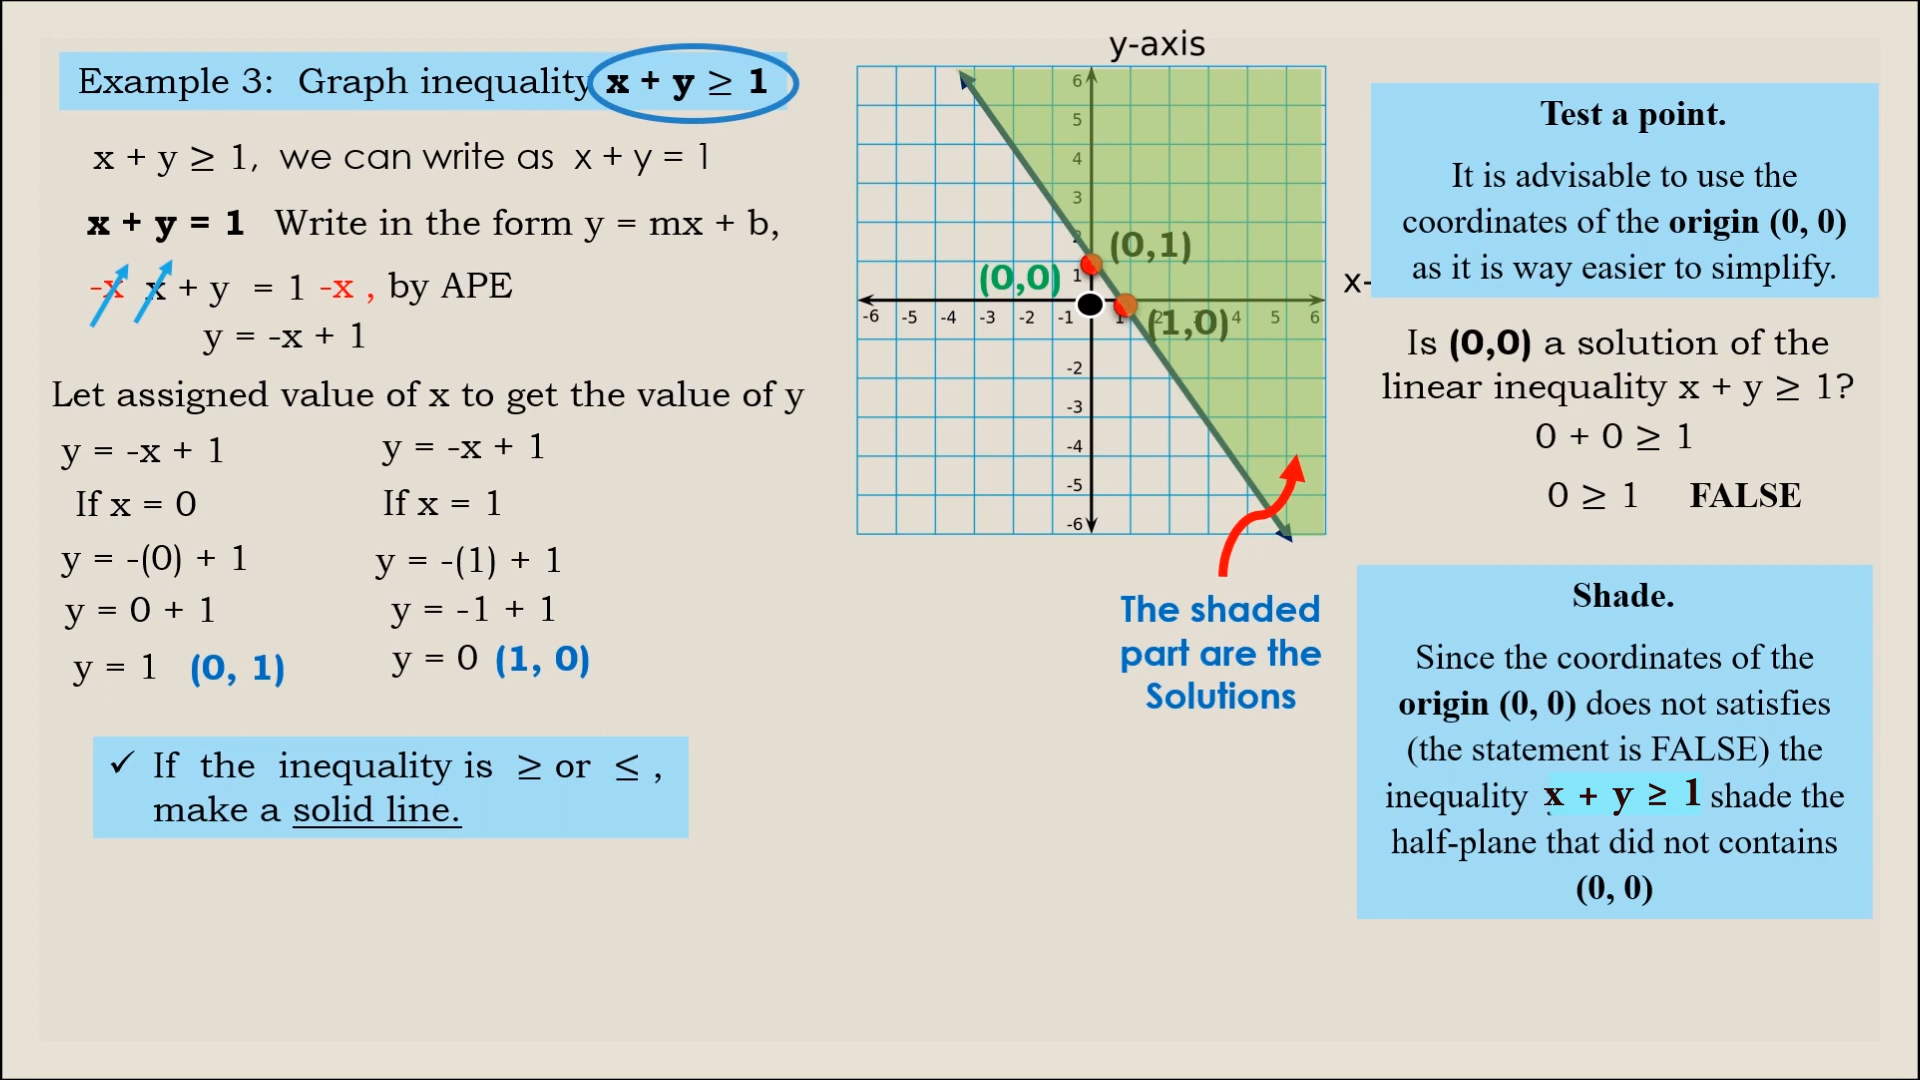 Example 3: Graph inequality x + y ≥ 1
x + y ≥ 1, we can write as x + y = 1
x + y = 1 Write in the form y = mx + b,
-x x + y = 1 -x , by APE
y = -x + 1
Let assigned value of x to get the value of y
y = -x + 1
If x = 0
y = -(0) + 1
y = 0 + 1
y = 1 (0, 1)
y = -x + 1
If x = 1
y = -(1) + 1
y = -1 + 1
y = 0 (1, 0)
✓ If the inequality is ≥ or ≤ ,
make a solid line.
y-axis
6
5
4
3
2
(0,1)
(0,0) 1
x-
-6 -5 -4 -3 -2 -1 1 2 4 5 6
(1,0)
-2
-3
-4
-5
-6
The shaded
part are the
Solutions
Test a point.
It is advisable to use the
coordinates of the origin (0, 0)
as it is way easier to simplify.
Is (0,0) a solution of the
linear inequality x + y ≥ 1?
0 + 0 ≥ 1
0 ≥ 1 FALSE
Shade.
Since the coordinates of the
origin (0, 0) does not satisfies
(the statement is FALSE) the
inequality x + y ≥ 1 shade the
half-plane that did not contains
(0, 0)